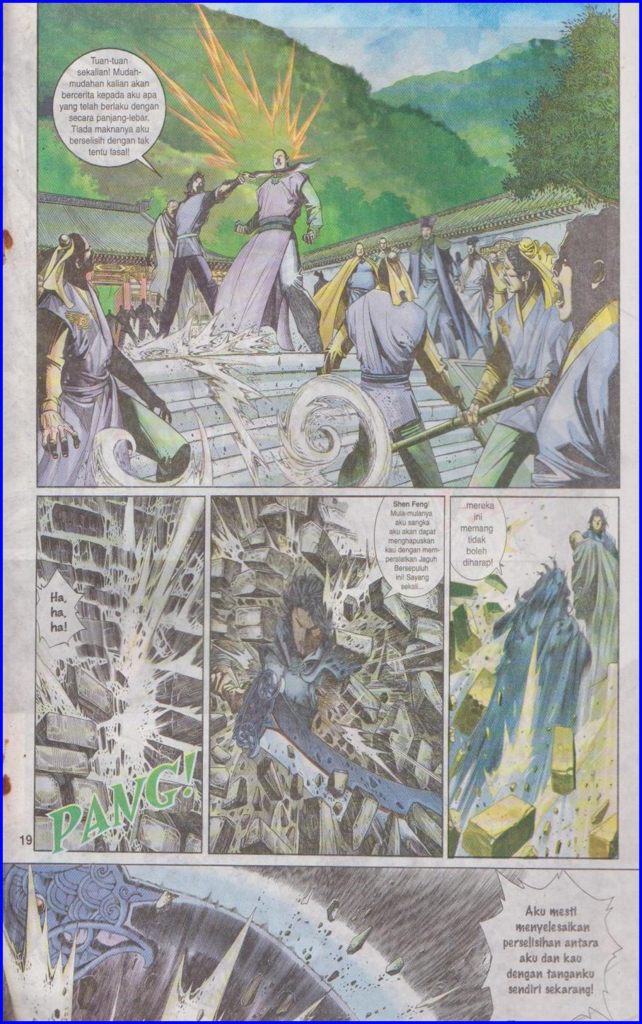 Tuan-tuan
sekalian! Mudah-
mudahan kalian akan
bercerita kepada aku apa
yang telah berlaku dengan
secara panjang-lebar.
Tiada maknanya aku
berselisih dengan tak
tentu fasal!
Ha,
ha,
ha!
PANG!
Shen Feng!
Mula-mulanya
aku sangka
aku akan dapat
menghapuskan
kau dengan mem-
peralatkan Jaguh
Bersepuluh
ini! Sayang
sekali...
...mereka
ini
memang
tidak
boleh
diharap!
19
Aku mesti
menyelesaikan
perselisihan antara
aku dan kau
dengan tanganku
sendiri sekarang!